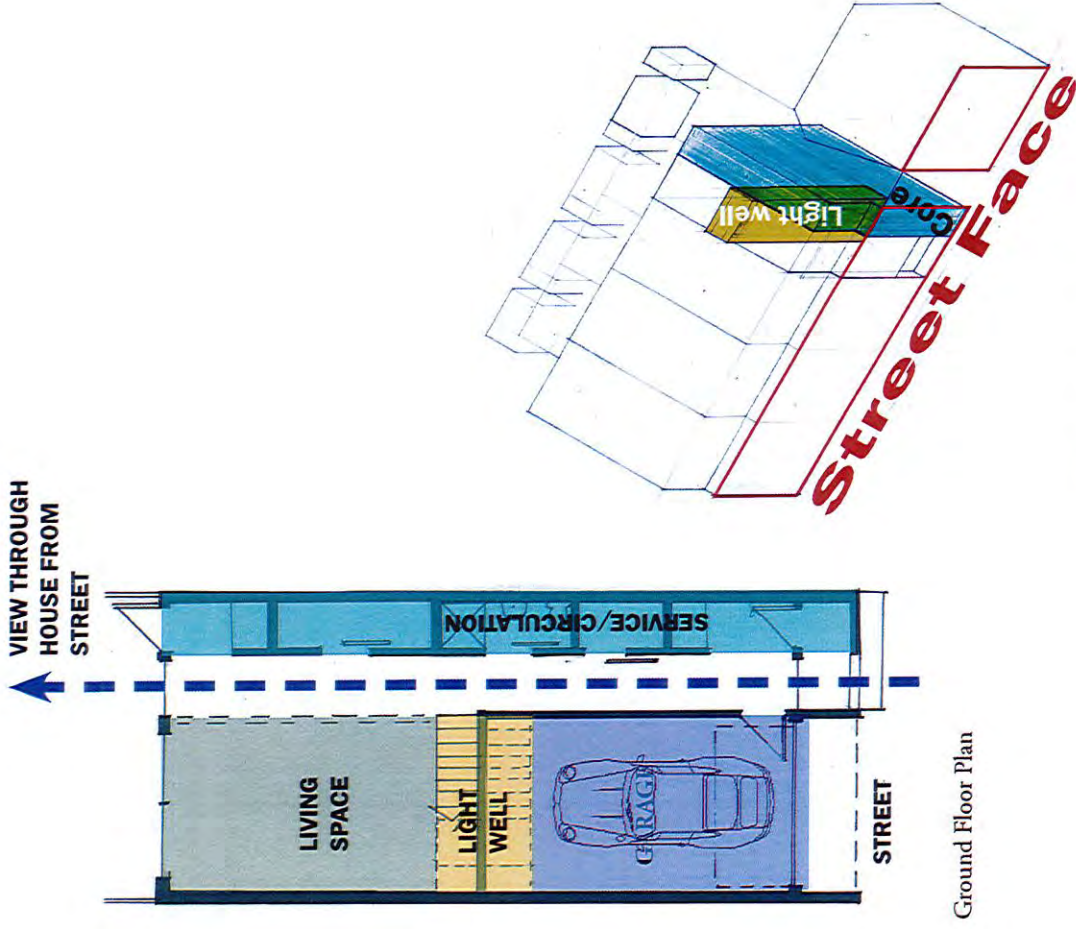 VIEW THROUGH
HOUSE FROM
STREET
SERVICE/CIRCULATION
LIVING
SPACE
LIGHT
WELL
GARAGE
STREET
Ground Floor Plan
Light well
Core
Street Face